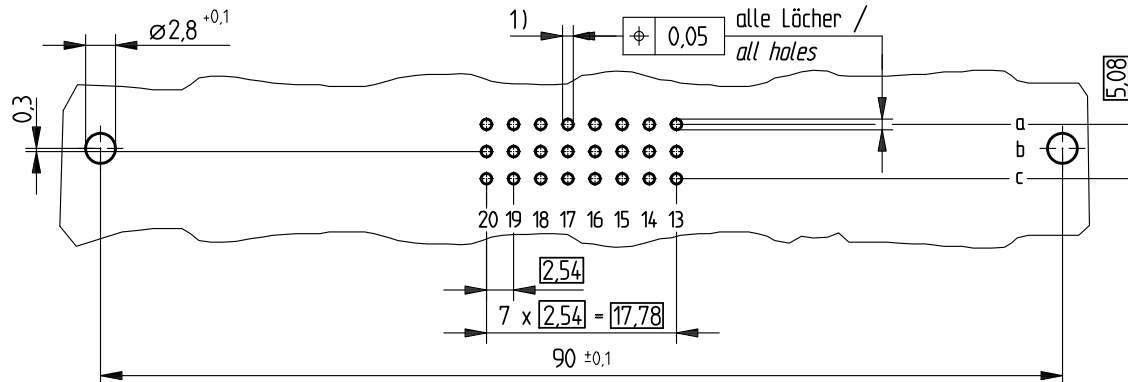 Ø2,8 +0,1
1)
0,05
alle Löcher /
all holes
5,08
0,3
a
b
c
20 19 18 17 16 15 14 13
2,54
7 x 2,54 = 17,78
90 ±0,1